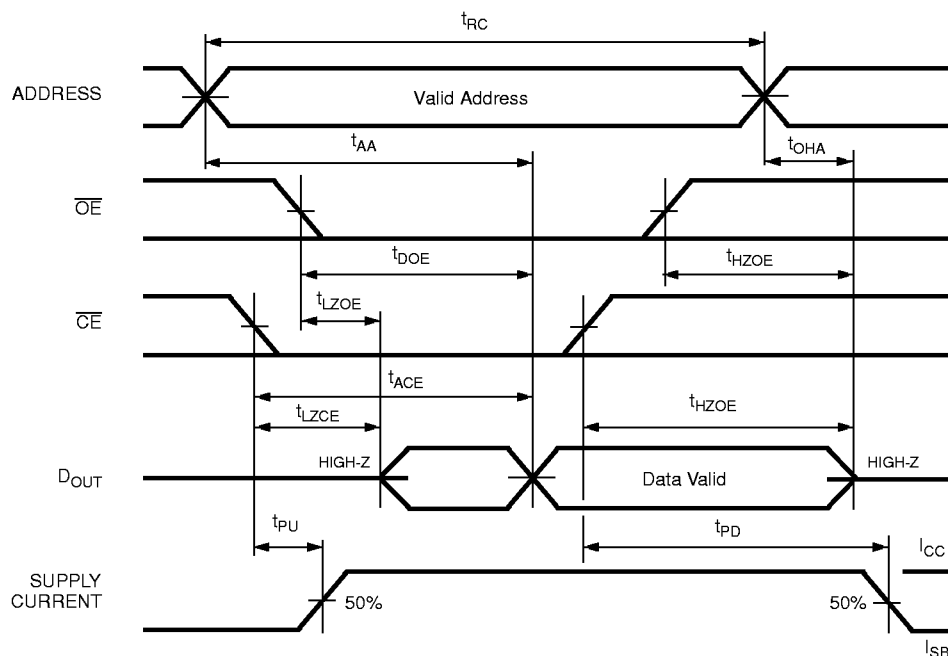 tRC
ADDRESS
Valid Address
tAA
tOHA
OE
tDOE
tHZOE
tLZOE
CE
tACE
tLZCE
tHZOE
HIGH-Z
HIGH-Z
DOUT
Data Valid
tPU
tPD
ICC
SUPPLY
CURRENT
50%
50%
ISB